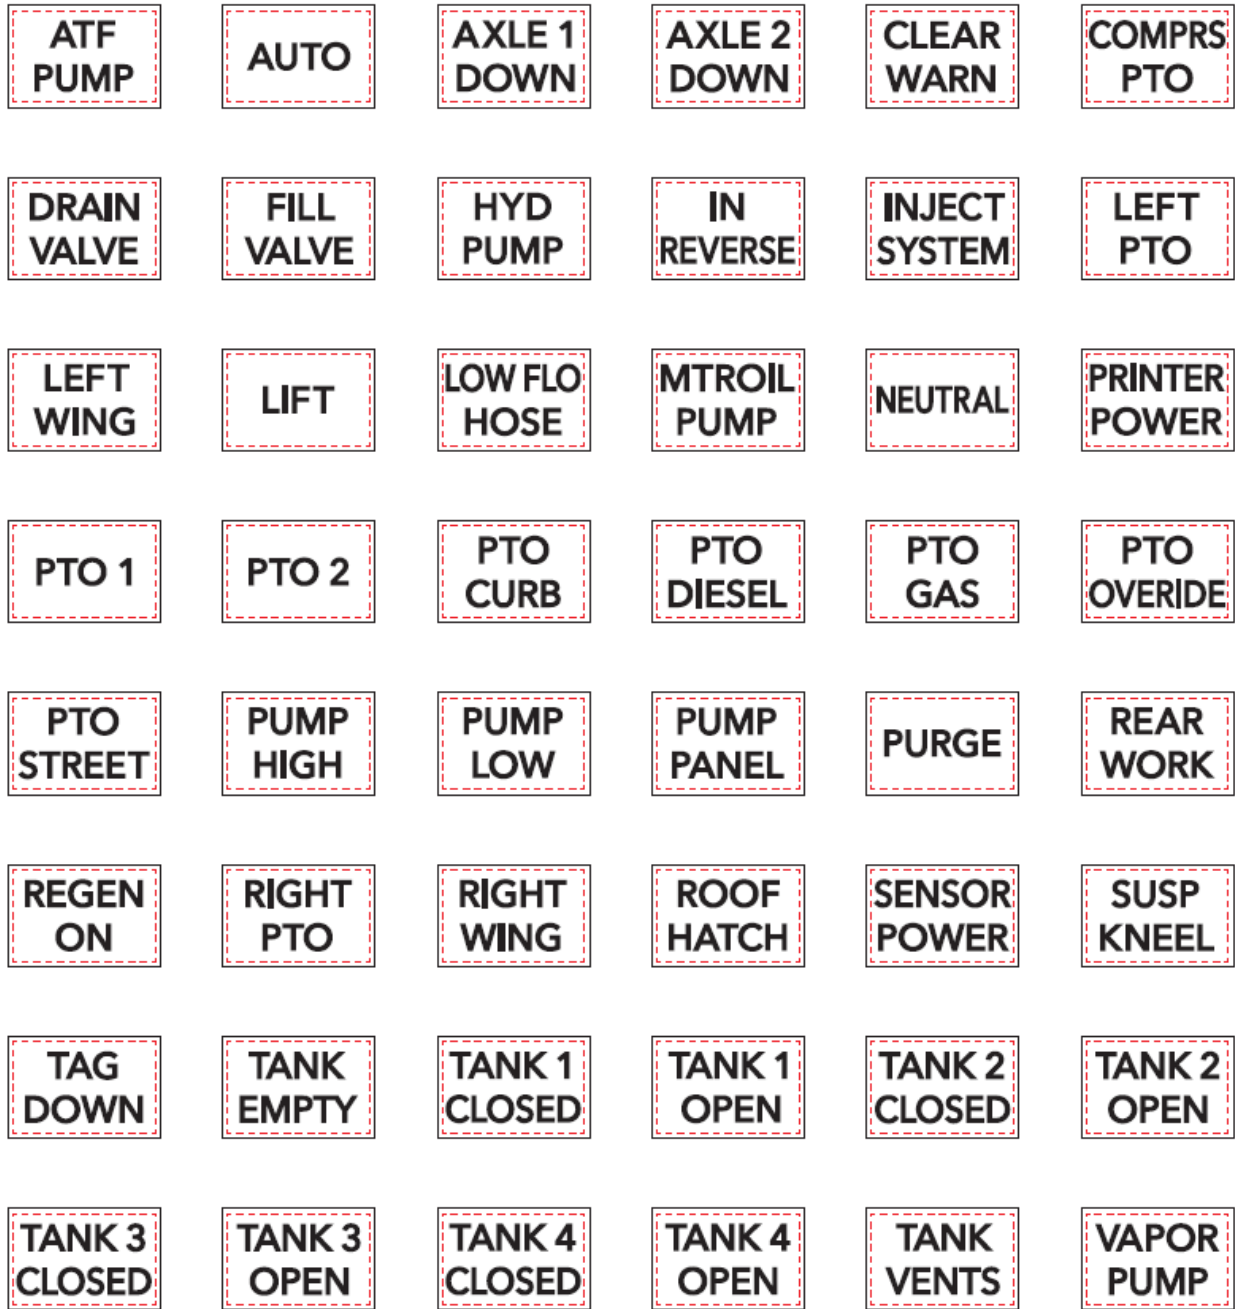 ATF
PUMP
AUTO
AXLE 1
DOWN
AXLE 2
DOWN
CLEAR
WARN
COMPRS
PTO
DRAIN
VALVE
FILL
VALVE
HYD
PUMP
IN
REVERSE
INJECT
SYSTEM
LEFT
PTO
LEFT
WING
LIFT
LOW FLO
HOSE
MTROIL
PUMP
NEUTRAL
PRINTER
POWER
PTO 1
PTO 2
PTO
CURB
PTO
DIESEL
PTO
GAS
PTO
OVERIDE
PTO
STREET
PUMP
HIGH
PUMP
LOW
PUMP
PANEL
PURGE
REAR
WORK
REGEN
ON
RIGHT
PTO
RIGHT
WING
ROOF
HATCH
SENSOR
POWER
SUSP
KNEEL
TAG
DOWN
TANK
EMPTY
TANK 1
CLOSED
TANK 1
OPEN
TANK 2
CLOSED
TANK 2
OPEN
TANK 3
CLOSED
TANK 3
OPEN
TANK 4
CLOSED
TANK 4
OPEN
TANK
VENTS
VAPOR
PUMP